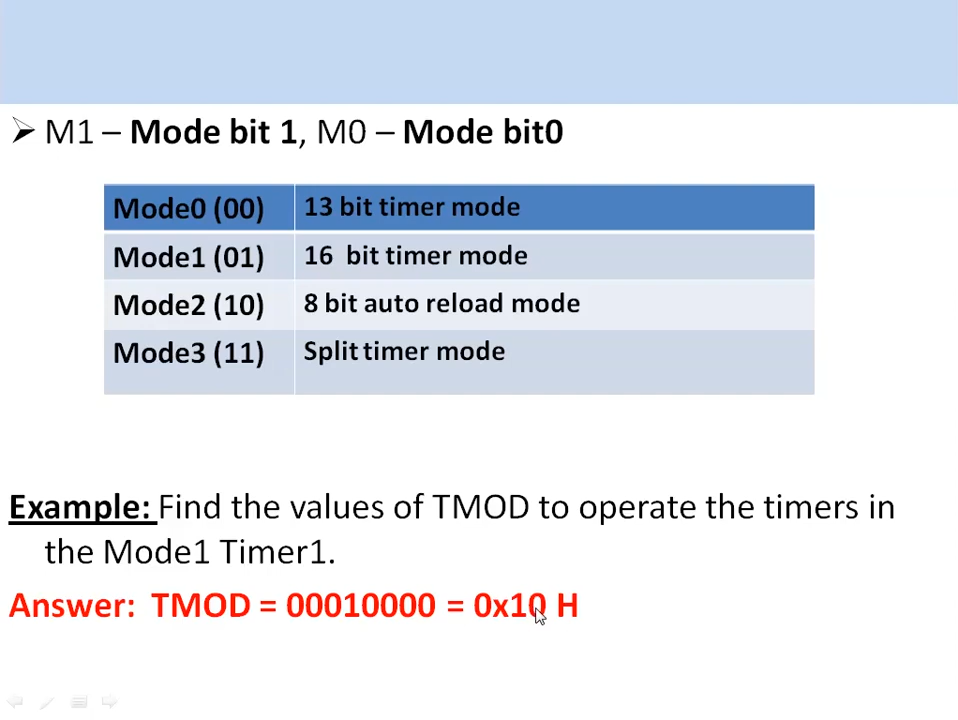 M1 – Mode bit 1, M0 – Mode bit0
Mode0 (00) 13 bit timer mode
Mode1 (01) 16 bit timer mode
Mode2 (10) 8 bit auto reload mode
Mode3 (11) Split timer mode
Example: Find the values of TMOD to operate the timers in
the Mode1 Timer1.
Answer: TMOD = 00010000 = 0x10 H